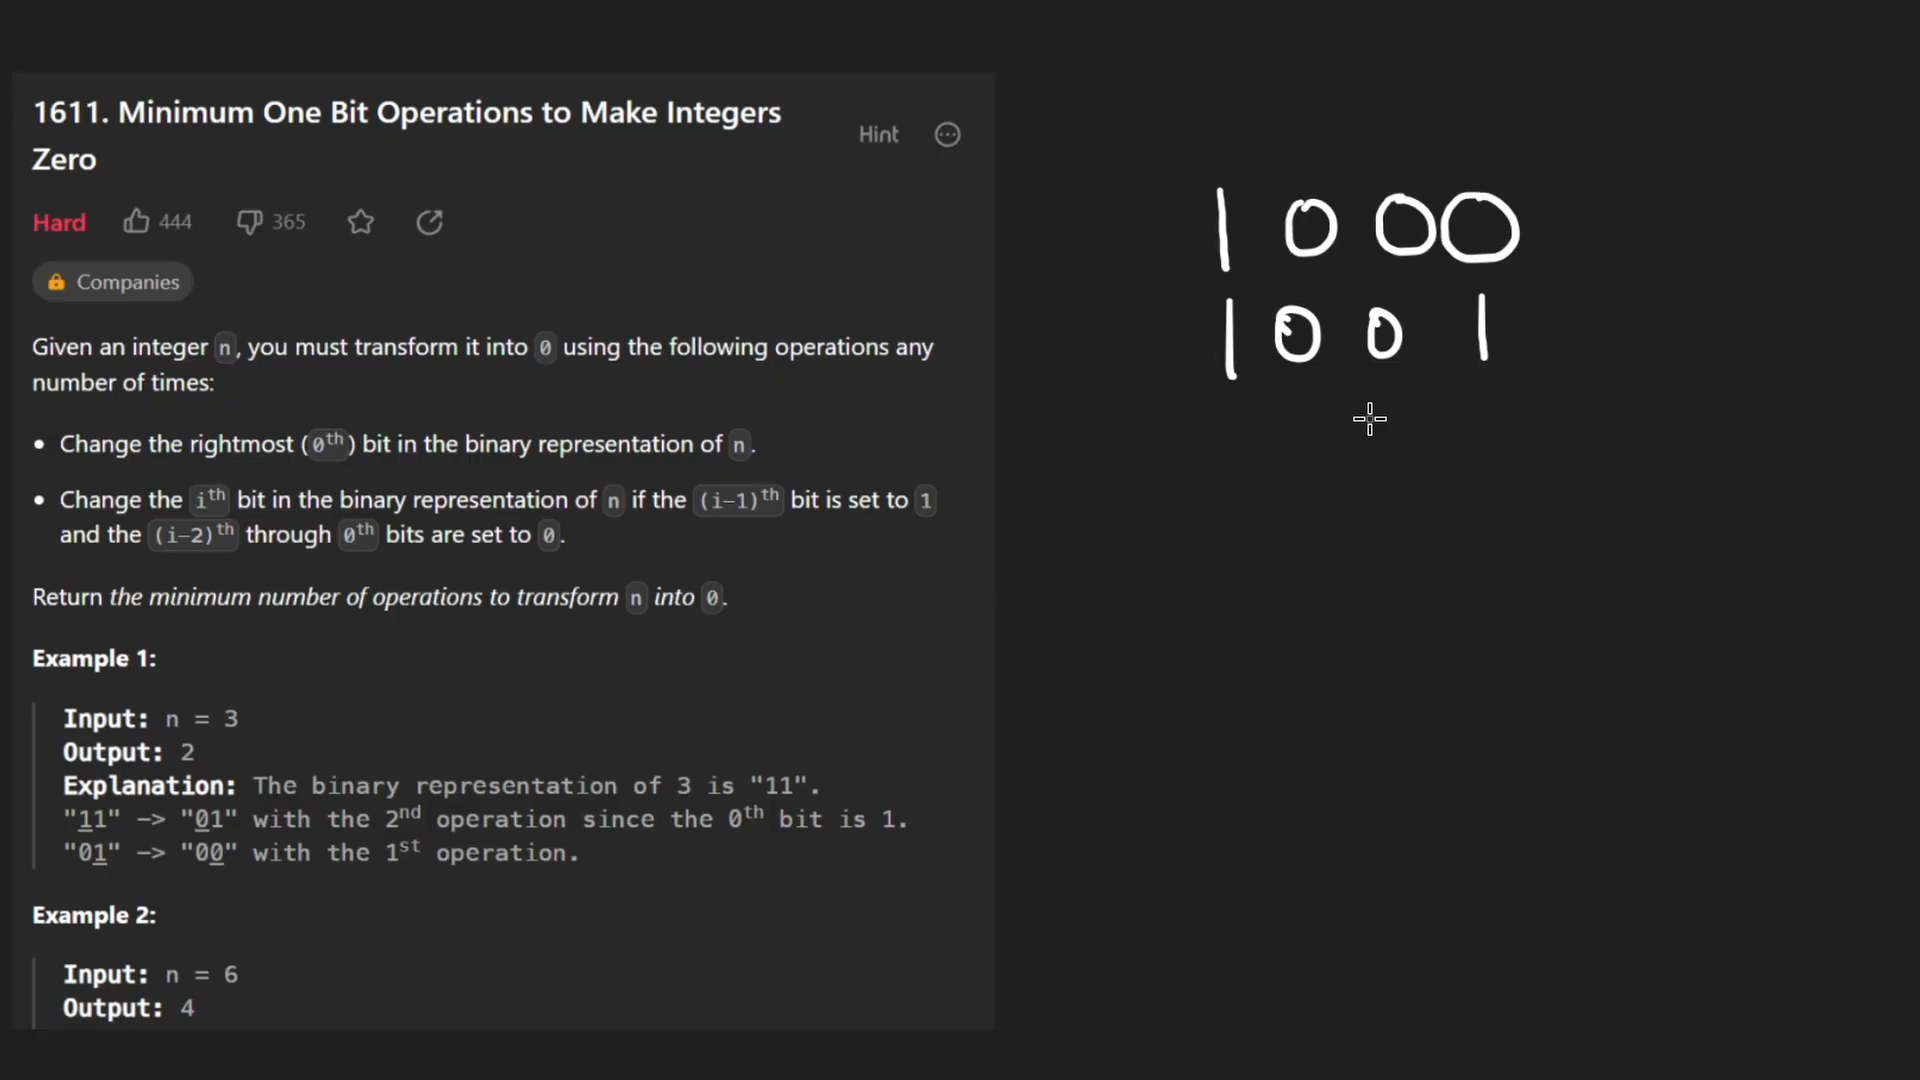 1611. Minimum One Bit Operations to Make Integers
Zero
Hint
Hard 444 365
Companies
Given an integer n, you must transform it into 0 using the following operations any
number of times:
• Change the rightmost (0th) bit in the binary representation of n.
• Change the ith bit in the binary representation of n if the (i-1)th bit is set to 1
and the (i-2)th through 0th bits are set to 0.
Return the minimum number of operations to transform n into 0.
Example 1:
Input: n = 3
Output: 2
Explanation: The binary representation of 3 is "11".
"11" -> "01" with the 2nd operation since the 0th bit is 1.
"01" -> "00" with the 1st operation.
Example 2:
Input: n = 6
Output: 4
1 0 0 0
1 0 0 1